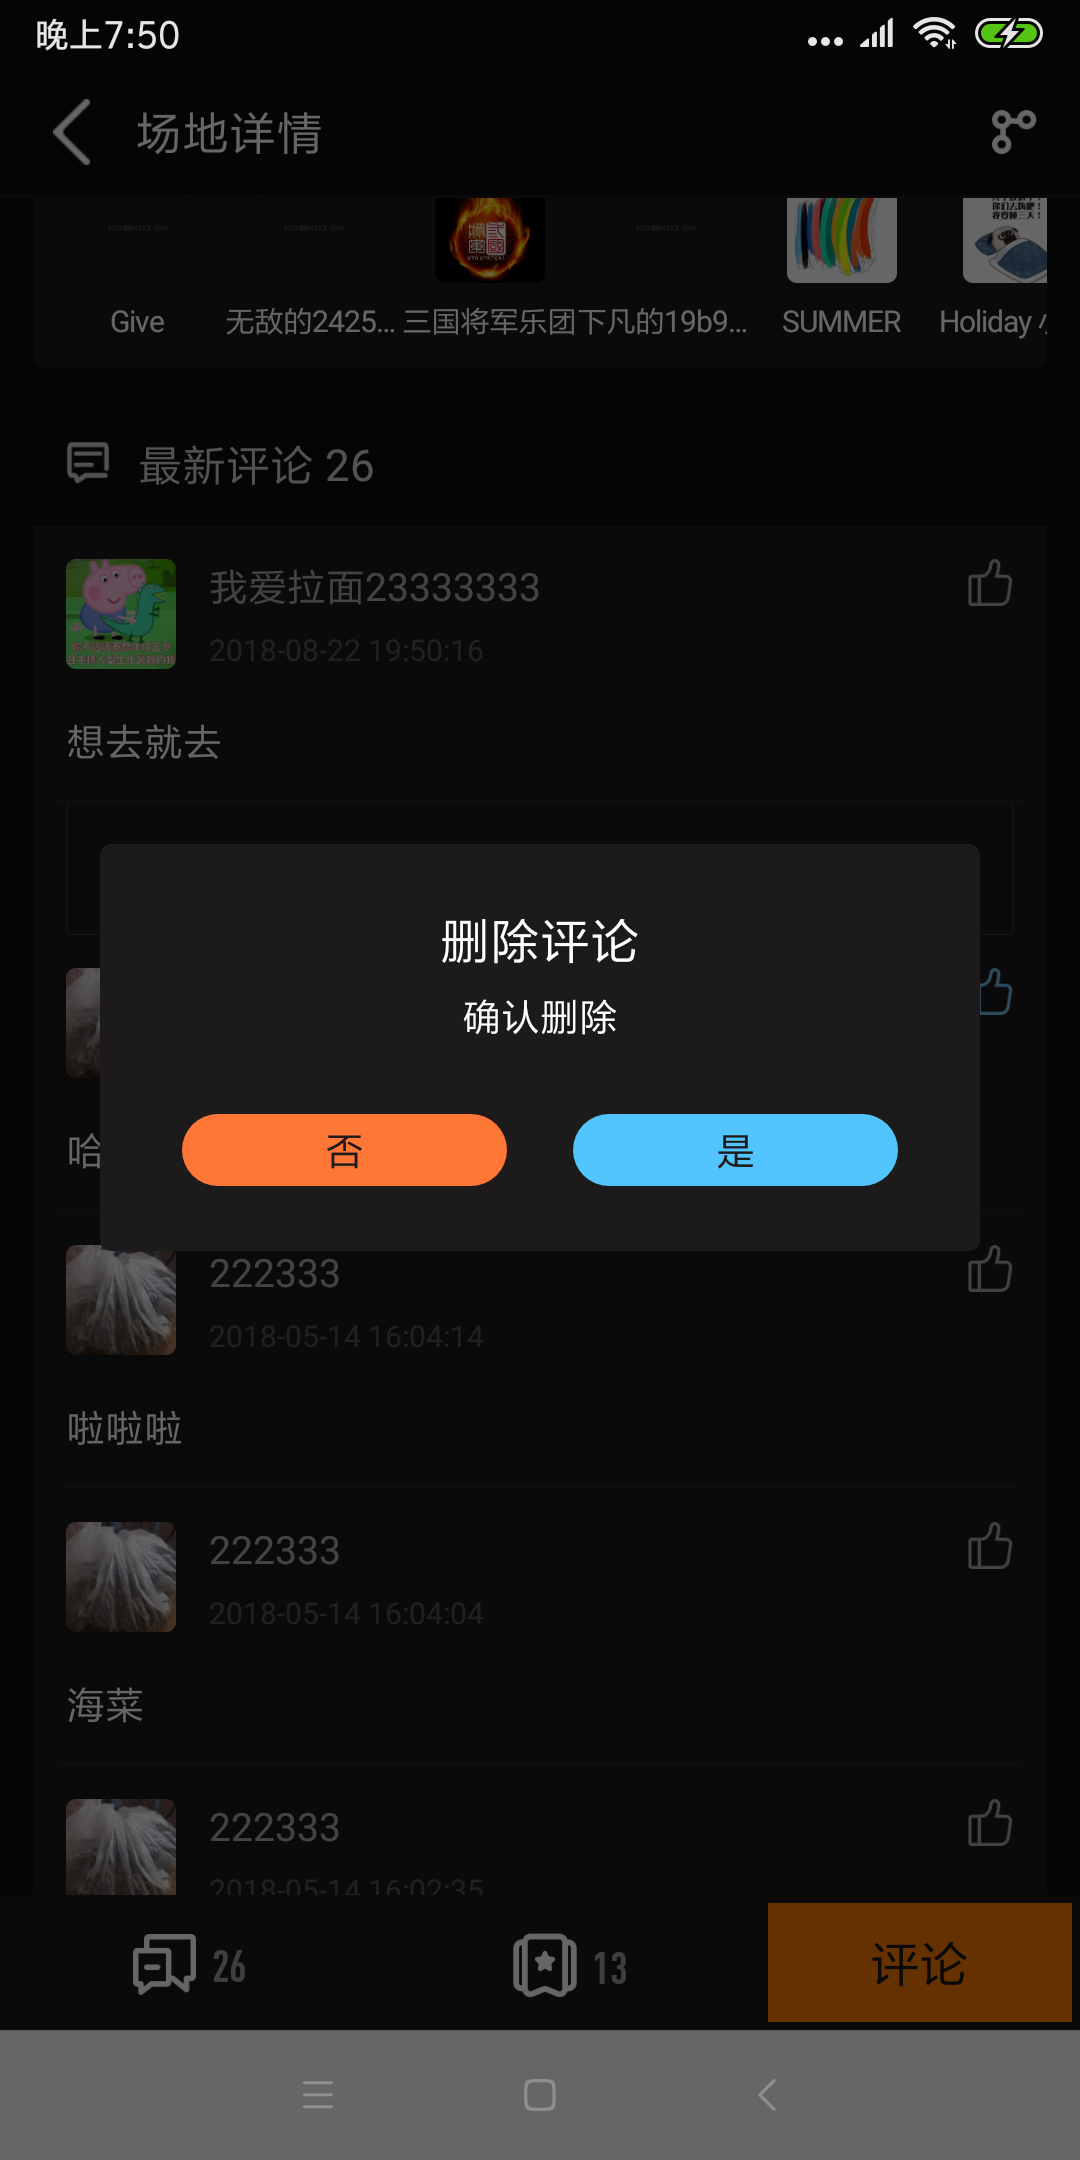 晚上7:50
场地详情
Give
无敌的2425...
三国将军乐团
下凡的19b9...
SUMMER
Holiday
最新评论 26
我爱拉面23333333
2018-08-22 19:50:16
想去就去
删除评论
确认删除
否
是
哈
222333
2018-05-14 16:04:14
啦啦啦
222333
2018-05-14 16:04:04
海菜
222333
2018-05-14 16:02:35
26
13
评论